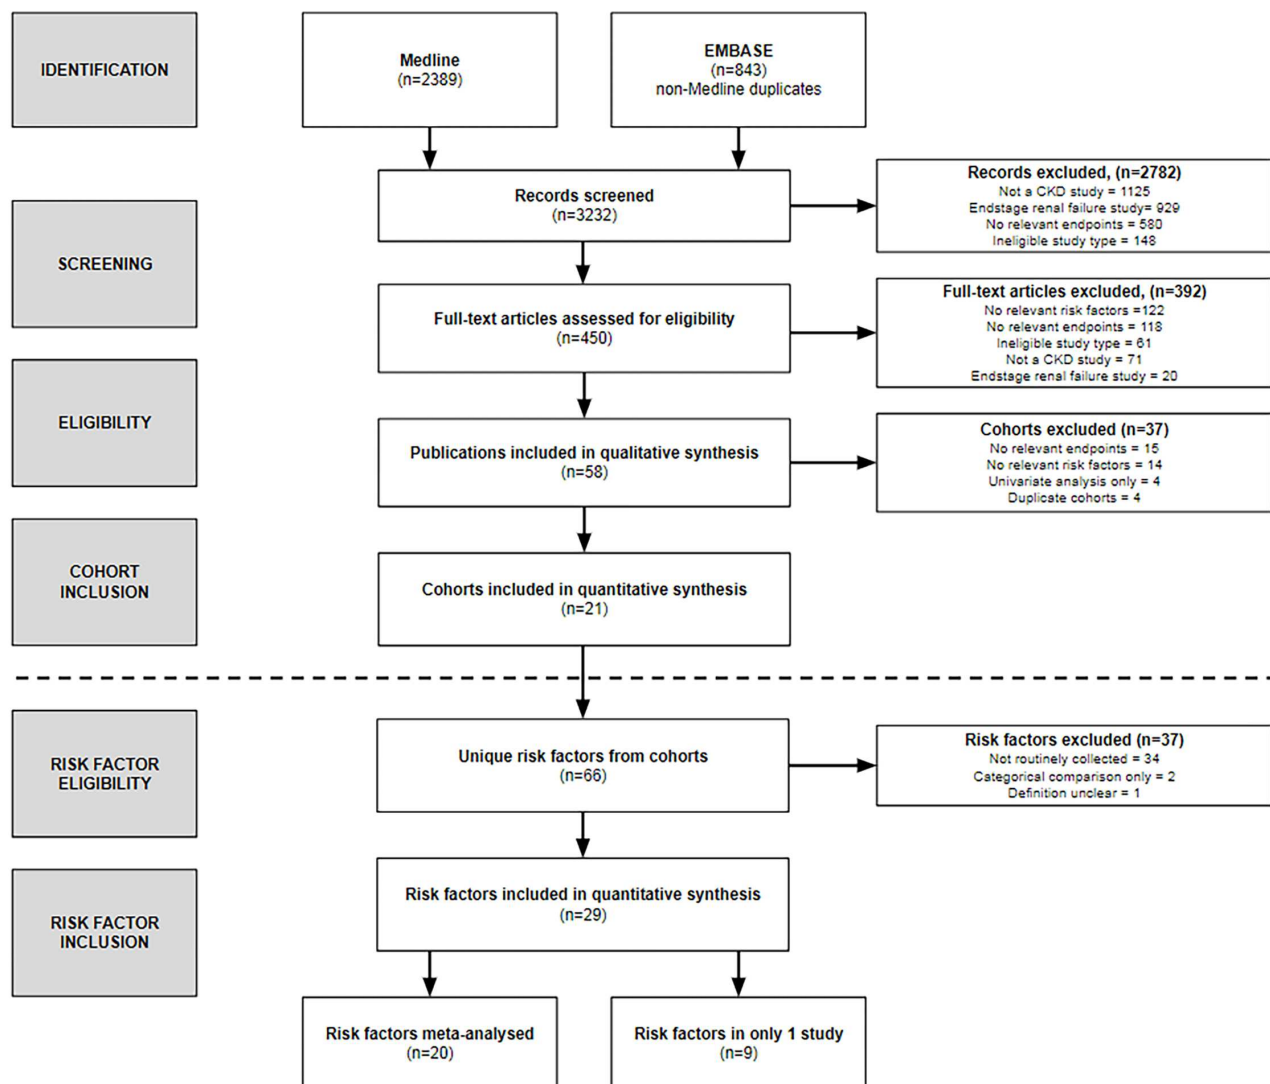 IDENTIFICATION
Medline
(n=2389)
EMBASE
(n=843)
non-Medline duplicates
Records screened
(n=3232)
Records excluded, (n=2782)
Not a CKD study = 1125
Endstage renal failure study= 929
No relevant endpoints = 580
Ineligible study type = 148
SCREENING
Full-text articles assessed for eligibility
(n=450)
Full-text articles excluded, (n=392)
No relevant risk factors =122
No relevant endpoints = 118
Ineligible study type = 61
Not a CKD study = 71
Endstage renal failure study = 20
ELIGIBILITY
Publications included in qualitative synthesis
(n=58)
Cohorts excluded (n=37)
No relevant endpoints = 15
No relevant risk factors = 14
Univariate analysis only = 4
Duplicate cohorts = 4
COHORT
INCLUSION
Cohorts included in quantitative synthesis
(n=21)
RISK FACTOR
ELIGIBILITY
Unique risk factors from cohorts
(n=66)
Risk factors excluded (n=37)
Not routinely collected = 34
Categorical comparison only = 2
Definition unclear = 1
RISK FACTOR
INCLUSION
Risk factors included in quantitative synthesis
(n=29)
Risk factors meta-analysed
(n=20)
Risk factors in only 1 study
(n=9)